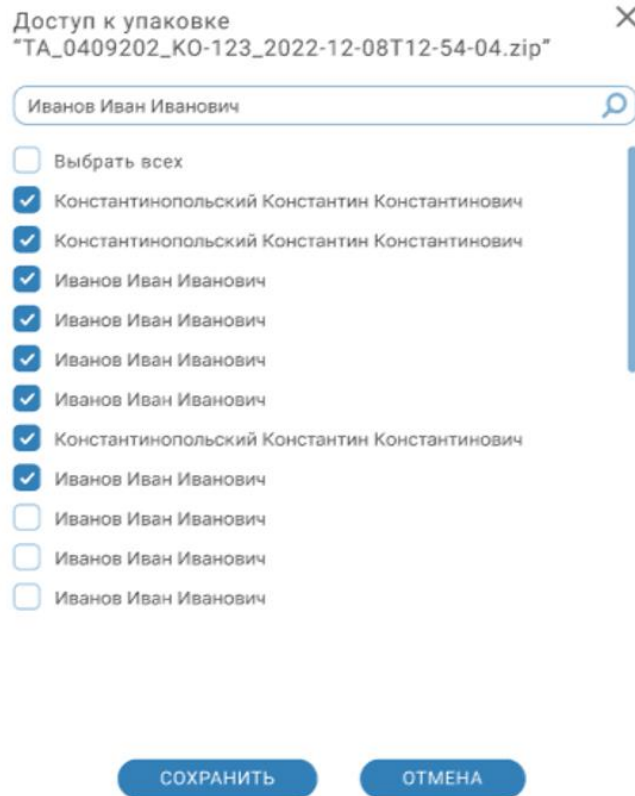 Доступ к упаковке
“TA_0409202_KO-123_2022-12-08T12-54-04.zip”
Иванов Иван Иванович
Выбрать всех
Константинопольский Константин Константинович
Константинопольский Константин Константинович
Иванов Иван Иванович
Иванов Иван Иванович
Иванов Иван Иванович
Иванов Иван Иванович
Константинопольский Константин Константинович
Иванов Иван Иванович
Иванов Иван Иванович
Иванов Иван Иванович
Иванов Иван Иванович
СОХРАНИТЬ ОТМЕНА